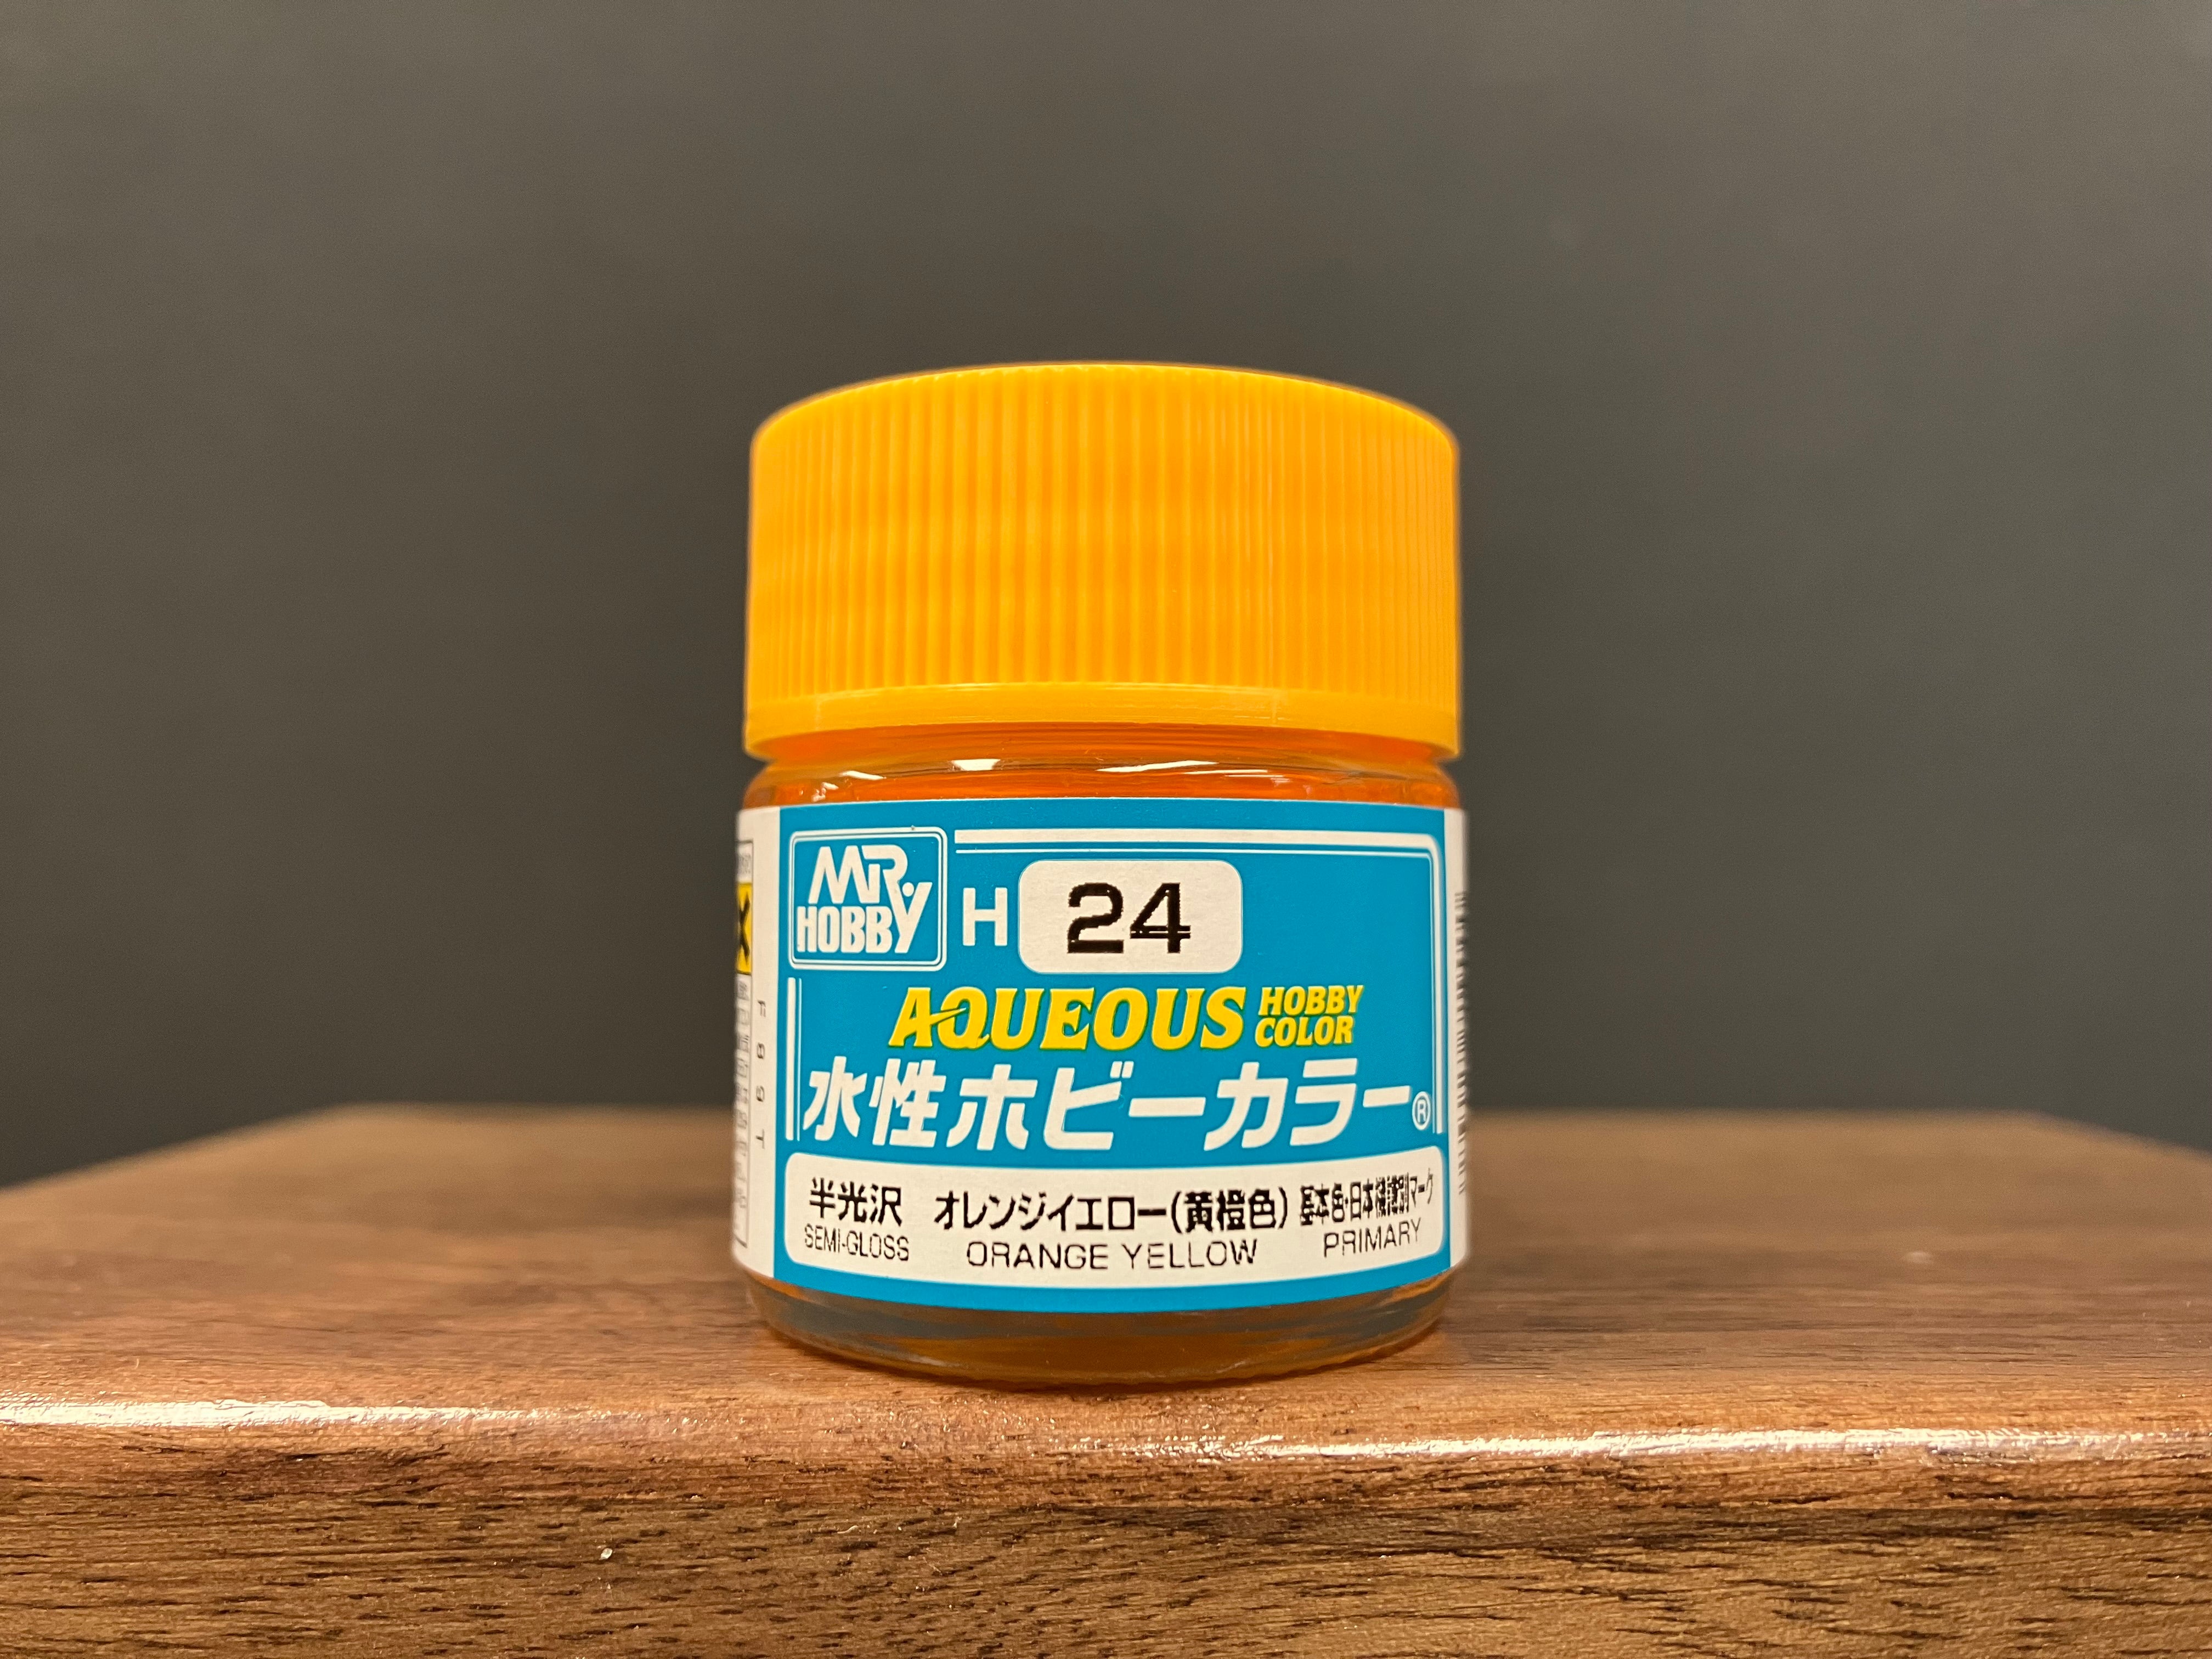 MR. HOBBY
H 24
AQUEOUS HOBBY COLOR
水性ホビーカラー®
半光沢 オレンジイエロー(黄橙色) 基本色・日本機識別マーク
SEMI-GLOSS ORANGE YELLOW PRIMARY